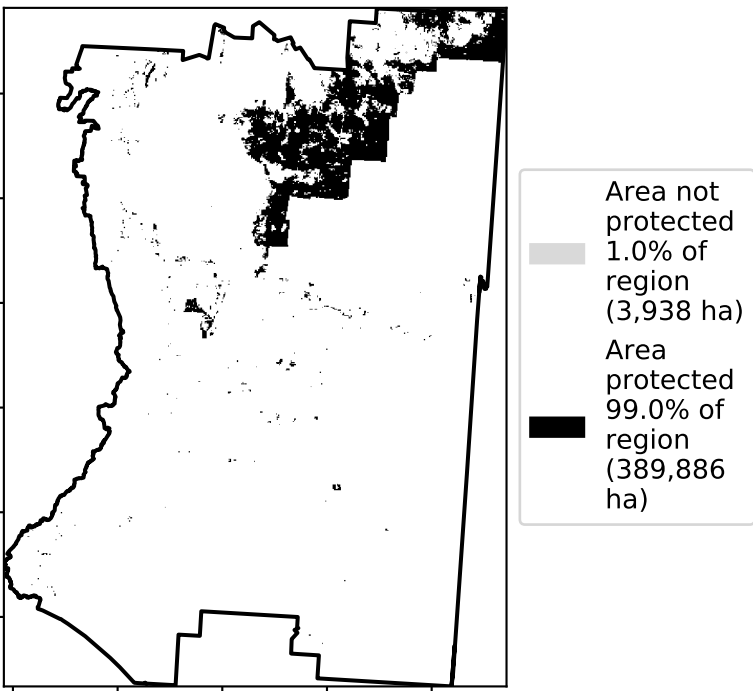 Area not
protected
1.0% of
region
(3,938 ha)
Area
protected
99.0% of
region
(389,886
ha)